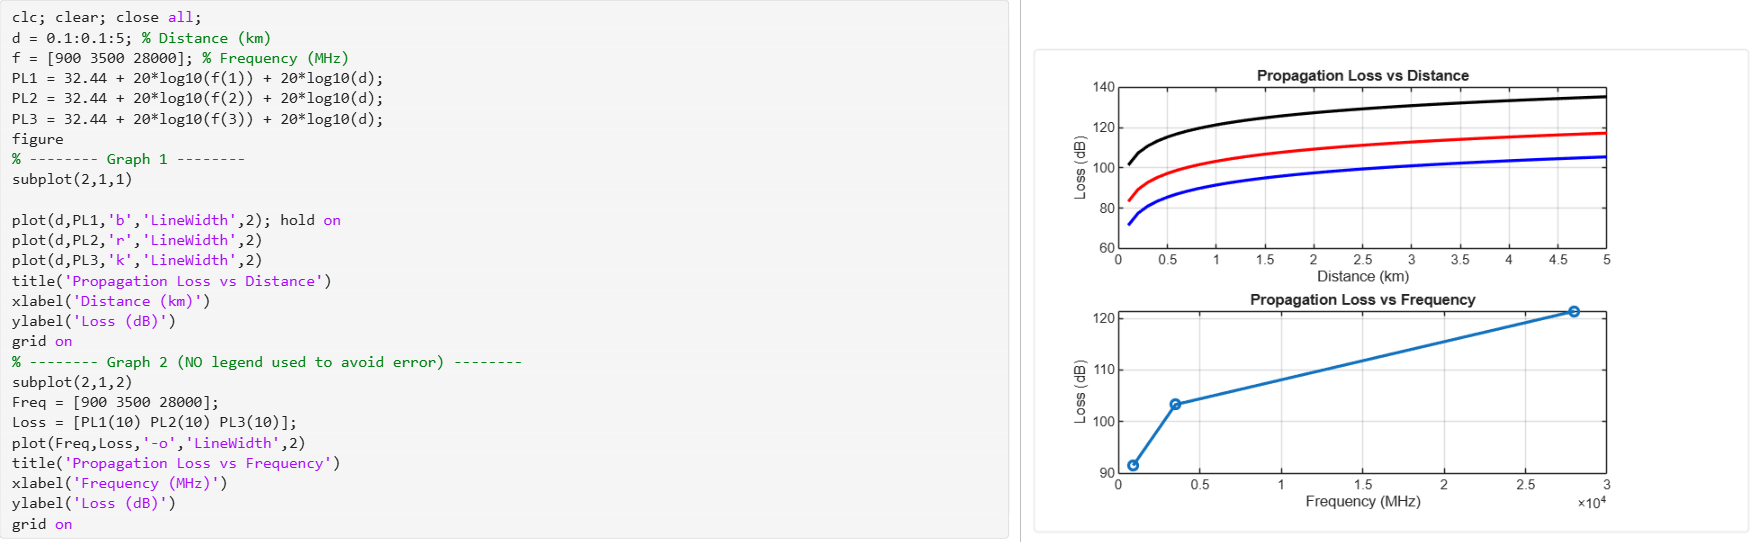 clc; clear; close all;
d = 0.1:0.1:5; % Distance (km)
f = [900 3500 28000]; % Frequency (MHz)
PL1 = 32.44 + 20*log10(f(1)) + 20*log10(d);
PL2 = 32.44 + 20*log10(f(2)) + 20*log10(d);
PL3 = 32.44 + 20*log10(f(3)) + 20*log10(d);
figure
% -------- Graph 1 --------
subplot(2,1,1)
plot(d,PL1,'b','LineWidth',2); hold on
plot(d,PL2,'r','LineWidth',2)
plot(d,PL3,'k','LineWidth',2)
title('Propagation Loss vs Distance')
xlabel('Distance (km)')
ylabel('Loss (dB)')
grid on
% -------- Graph 2 (NO legend used to avoid error) --------
subplot(2,1,2)
Freq = [900 3500 28000];
Loss = [PL1(10) PL2(10) PL3(10)];
plot(Freq,Loss,'-o','LineWidth',2)
title('Propagation Loss vs Frequency')
xlabel('Frequency (MHz)')
ylabel('Loss (dB)')
grid on
Propagation Loss vs Distance
Loss (dB)
140
120
100
80
60
0 0.5 1 1.5 2 2.5 3 3.5 4 4.5 5
Distance (km)
Propagation Loss vs Frequency
Loss (dB)
120
110
100
90
0 0.5 1 1.5 2 2.5 3
×10⁴
Frequency (MHz)